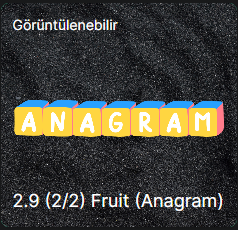 Görüntülenebilir
ANAGRAM
2.9 (2/2) Fruit (Anagram)